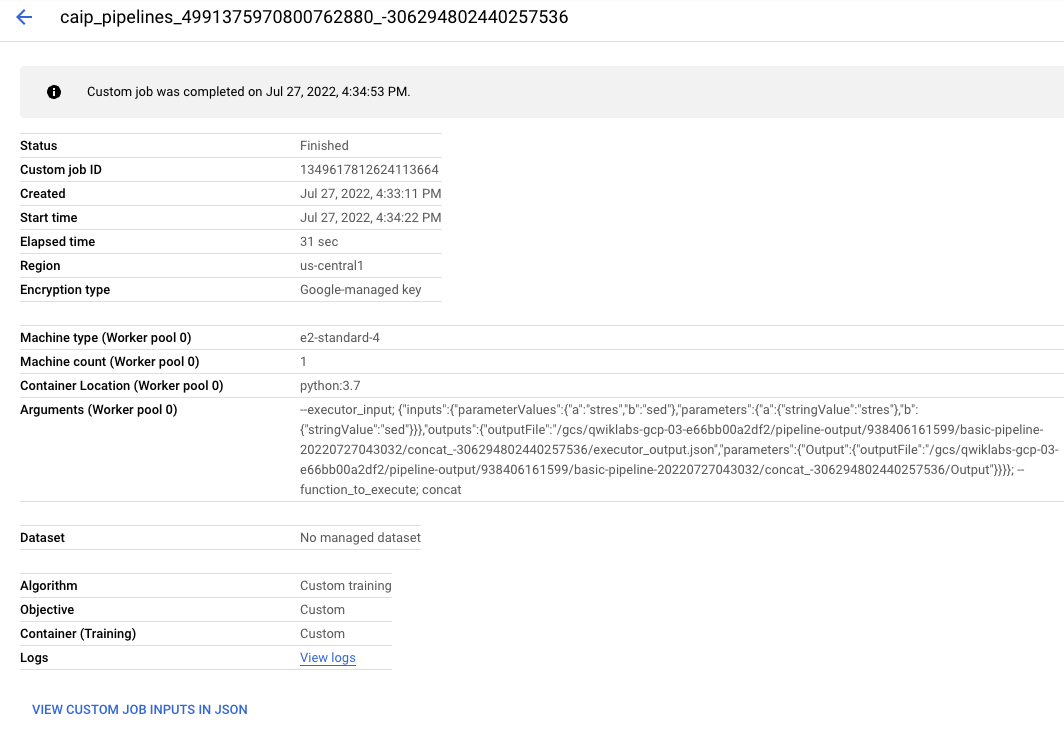 caip_pipelines_4991375970800762880_-306294802440257536
Custom job was completed on Jul 27, 2022, 4:34:53 PM.
Status Finished
Custom job ID 1349617812624113664
Created Jul 27, 2022, 4:33:11 PM
Start time Jul 27, 2022, 4:34:22 PM
Elapsed time 31 sec
Region us-central1
Encryption type Google-managed key
Machine type (Worker pool 0) e2-standard-4
Machine count (Worker pool 0) 1
Container Location (Worker pool 0) python:3.7
Arguments (Worker pool 0) --executor_input; {"inputs":{"parameterValues":{"a":"stres","b":"sed"},"parameters":{"a":{"stringValue":"stres"},"b":
{"stringValue":"sed"}}},"outputs":{"outputFile":"/gcs/qwiklabs-gcp-03-e66bb00a2df2/pipeline-output/938406161599/basic-pipeline-
20220727043032/concat_-306294802440257536/executor_output.json","parameters":{"Output":{"outputFile":"/gcs/qwiklabs-gcp-03-
e66bb00a2df2/pipeline-output/938406161599/basic-pipeline-20220727043032/concat_-306294802440257536/Output"}}}}; --
function_to_execute; concat
Dataset No managed dataset
Algorithm Custom training
Objective Custom
Container (Training) Custom
Logs View logs
VIEW CUSTOM JOB INPUTS IN JSON